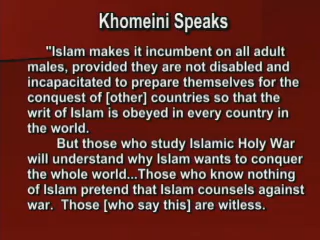 Khomeini Speaks
"Islam makes it incumbent on all adult
males, provided they are not disabled and
incapacitated to prepare themselves for the
conquest of [other] countries so that the
writ of Islam is obeyed in every country in
the world.
But those who study Islamic Holy War
will understand why Islam wants to conquer
the whole world...Those who know nothing
of Islam pretend that Islam counsels against
war.  Those [who say this] are witless.